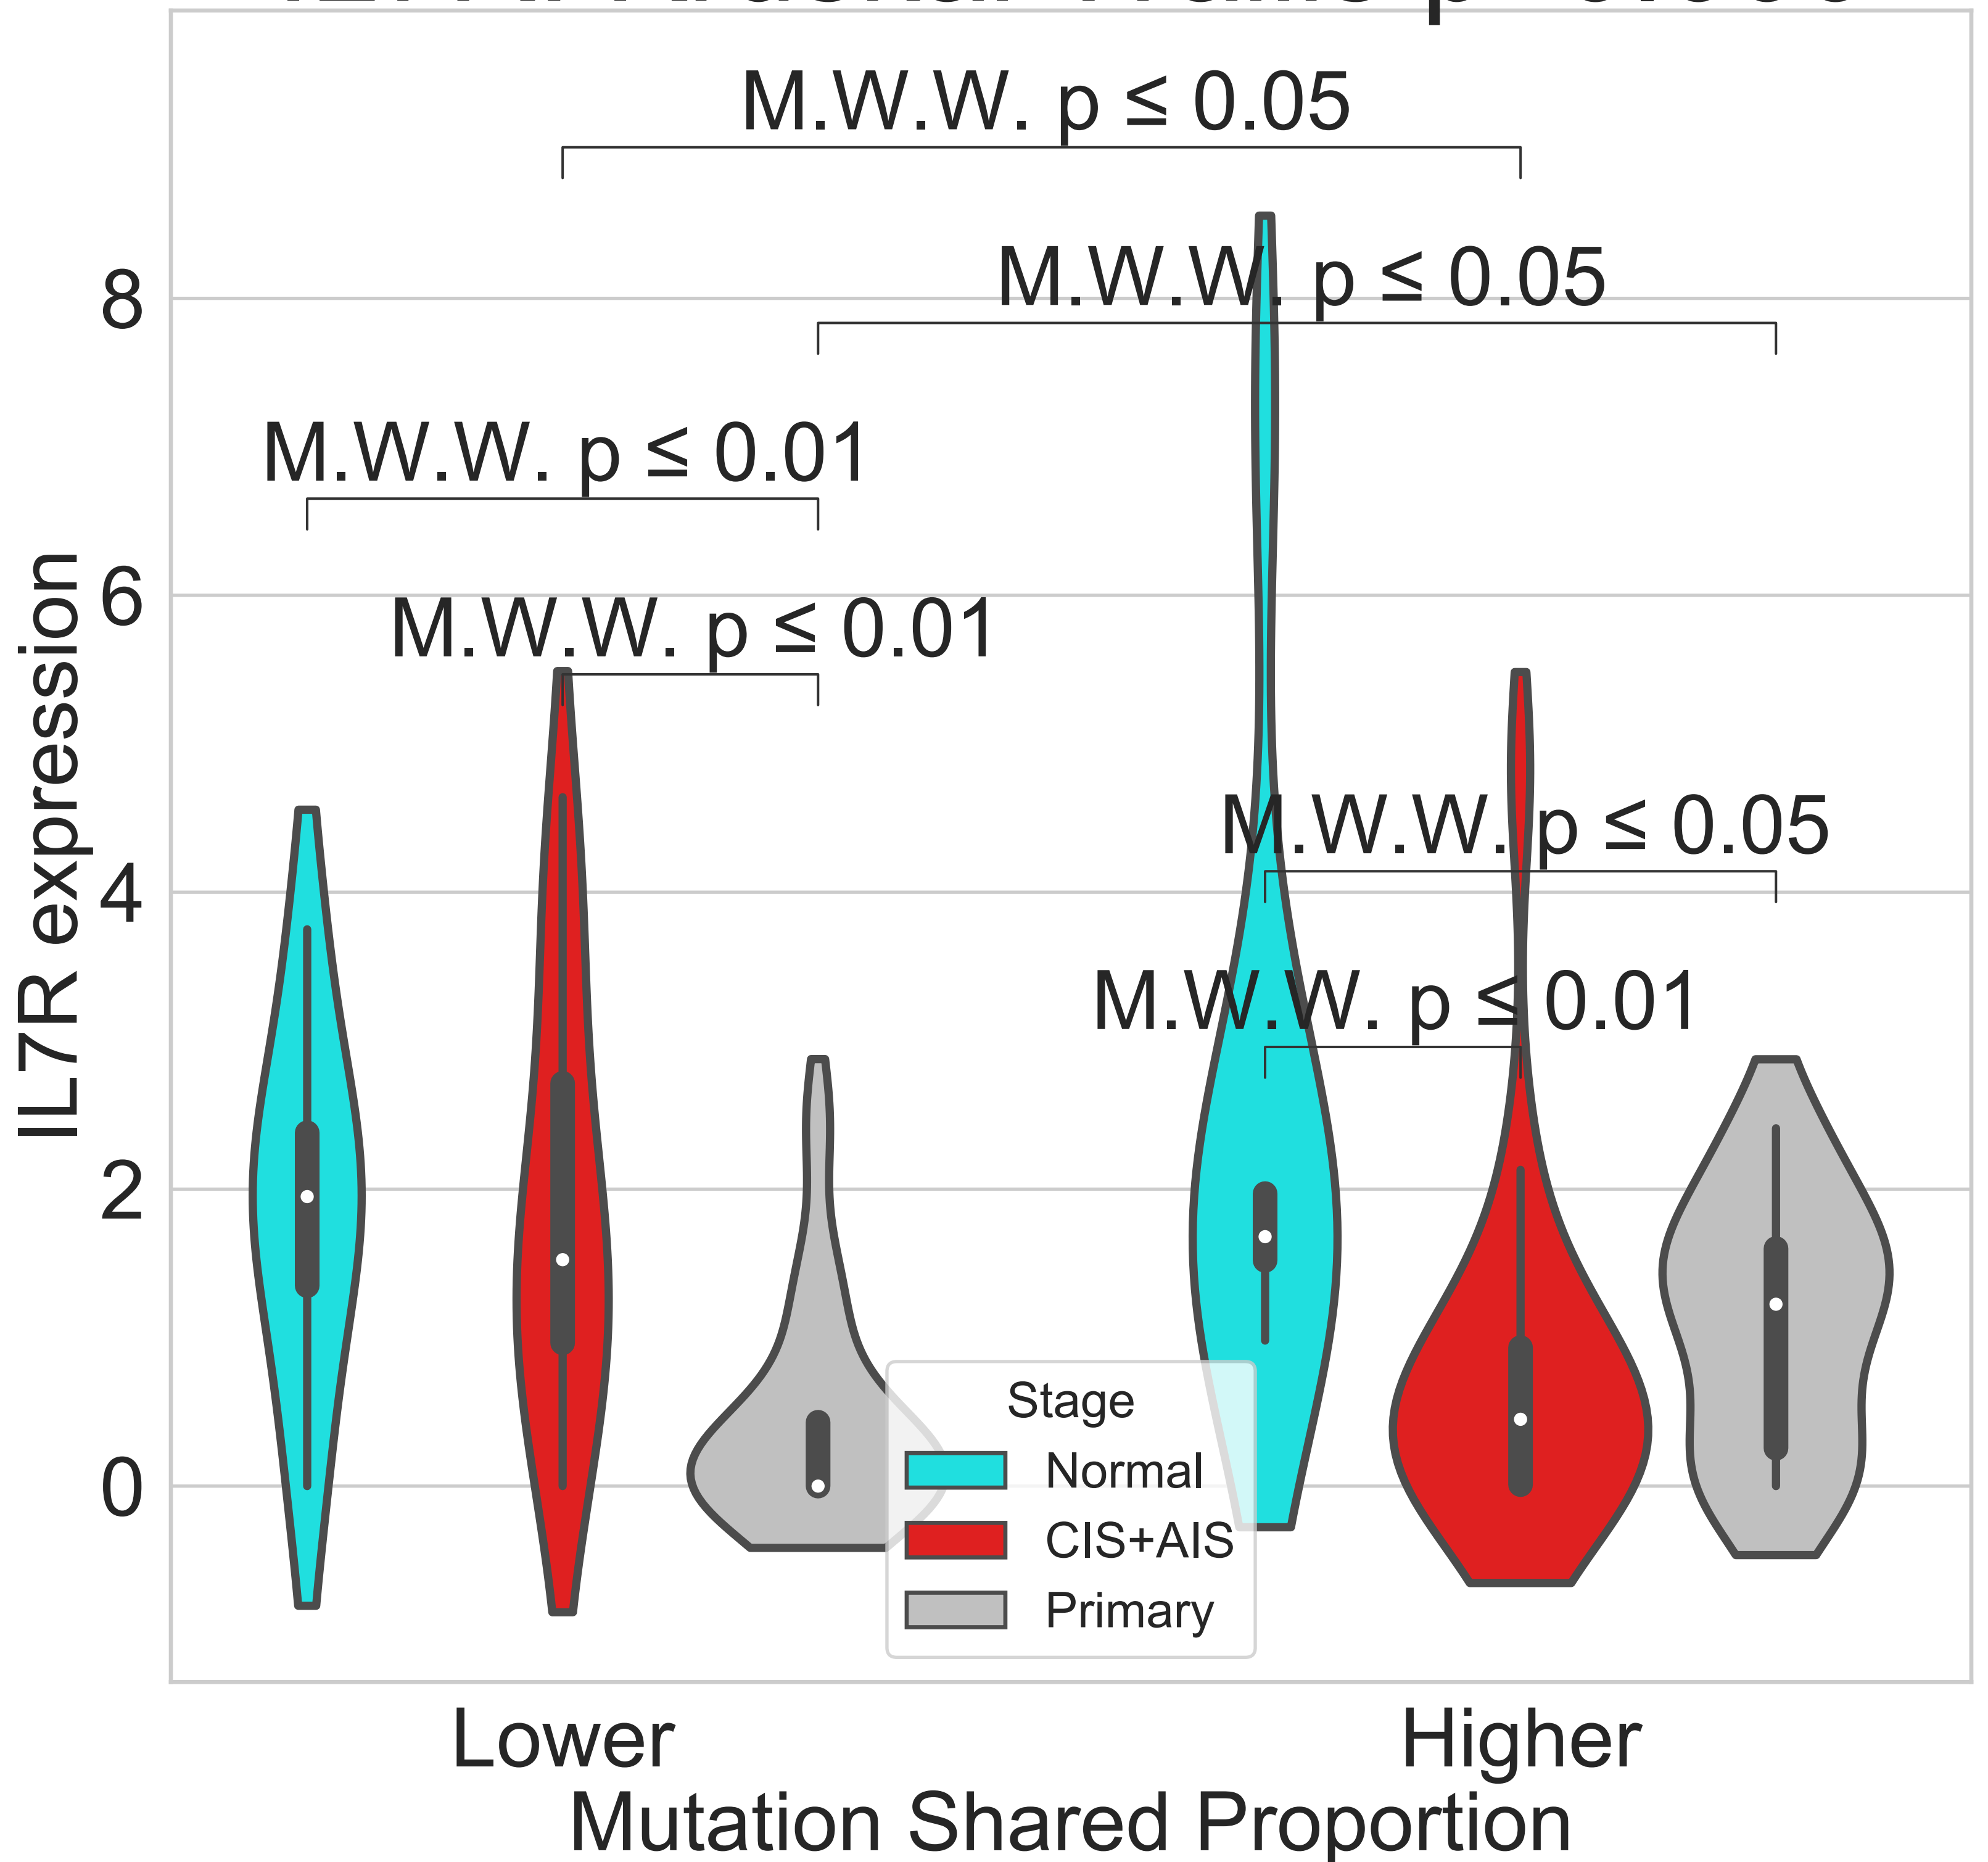 M.W.W. p ≤ 0.05
M.W.W. p ≤ 0.05
8
M.W.W. p ≤ 0.01
M.W.W. p ≤ 0.01
6
IL7R expression
M.W.W. p ≤ 0.05
4
M.W.W. p ≤ 0.01
2
0
Stage
Normal
CIS+AIS
Primary
Lower
Higher
Mutation Shared Proportion